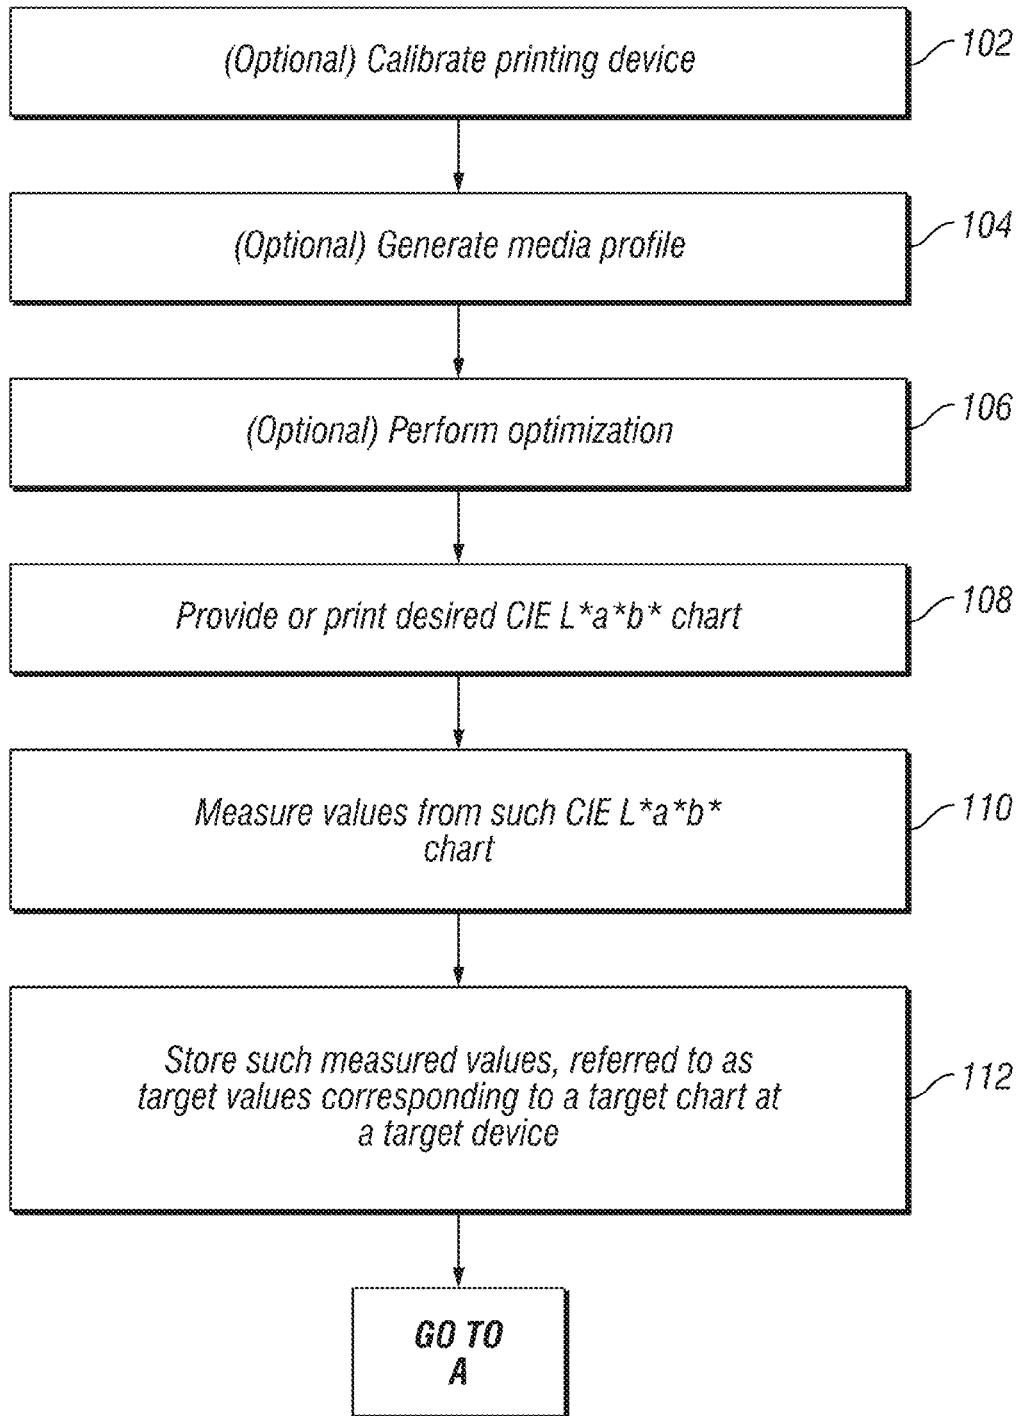 (Optional) Calibrate printing device
102
(Optional) Generate media profile
104
(Optional) Perform optimization
106
Provide or print desired CIE L*a*b* chart
108
Measure values from such CIE L*a*b*
chart
110
Store such measured values, referred to as
target values corresponding to a target chart at
a target device
112
GO TO
A